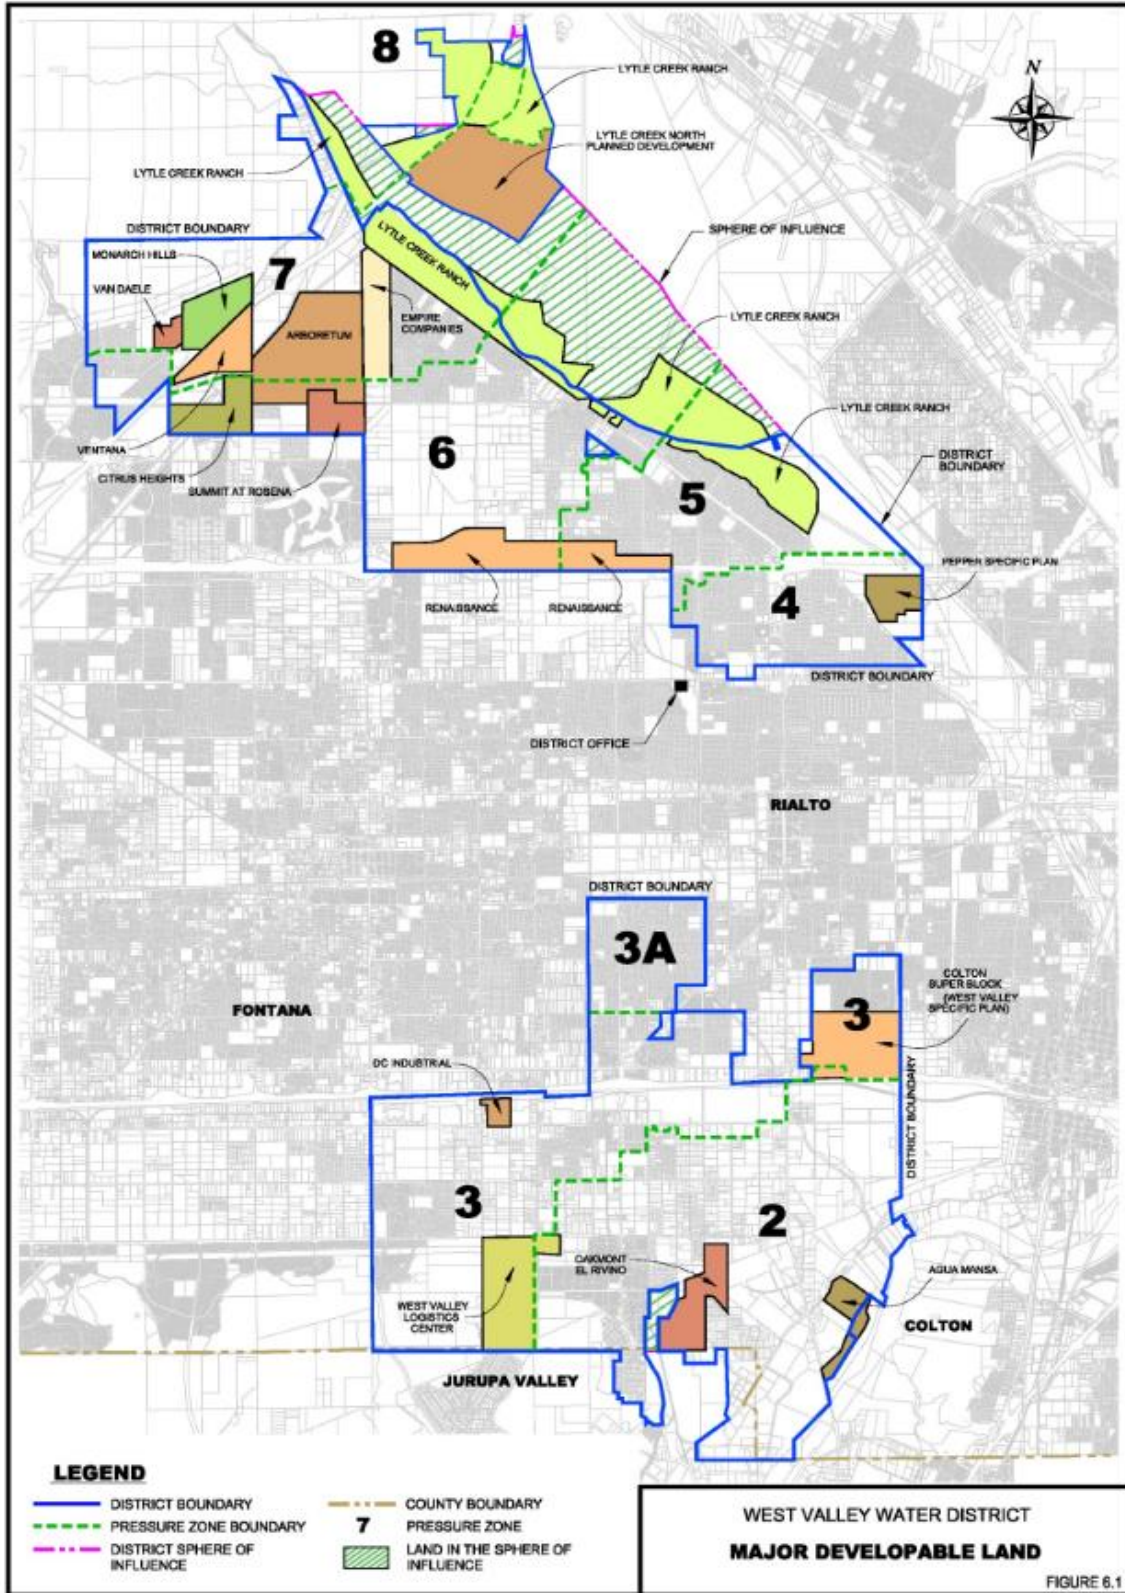 8
LYTLE CREEK RANCH
N
LYTLE CREEK NORTH
PLANNED DEVELOPMENT
LYTLE CREEK RANCH
DISTRICT BOUNDARY
LYTLE CREEK RANCH
SPHERE OF INFLUENCE
MONARCH HILLS
7
VAN DAELE
EMPIRE
COMPANIES
LYTLE CREEK RANCH
ARBORETUM
LYTLE CREEK RANCH
VENTANA
6
DISTRICT
BOUNDARY
CITRUS HEIGHTS
SUMMIT AT ROSENA
5
PEPPER SPECIFIC PLAN
RENAISSANCE
RENAISSANCE
4
DISTRICT BOUNDARY
DISTRICT OFFICE
RIALTO
DISTRICT BOUNDARY
3A
COLTON
SUPER BLOCK
(WEST VALLEY
SPECIFIC PLAN)
3
FONTANA
DC INDUSTRIAL
DISTRICT BOUNDARY
3
2
OAKMONT
EL RIVINO
AGUA MANSA
WEST VALLEY
LOGISTICS
CENTER
COLTON
JURUPA VALLEY
LEGEND
DISTRICT BOUNDARY
PRESSURE ZONE BOUNDARY
DISTRICT SPHERE OF
INFLUENCE
COUNTY BOUNDARY
7 PRESSURE ZONE
LAND IN THE SPHERE OF
INFLUENCE
WEST VALLEY WATER DISTRICT
MAJOR DEVELOPABLE LAND
FIGURE 6.1